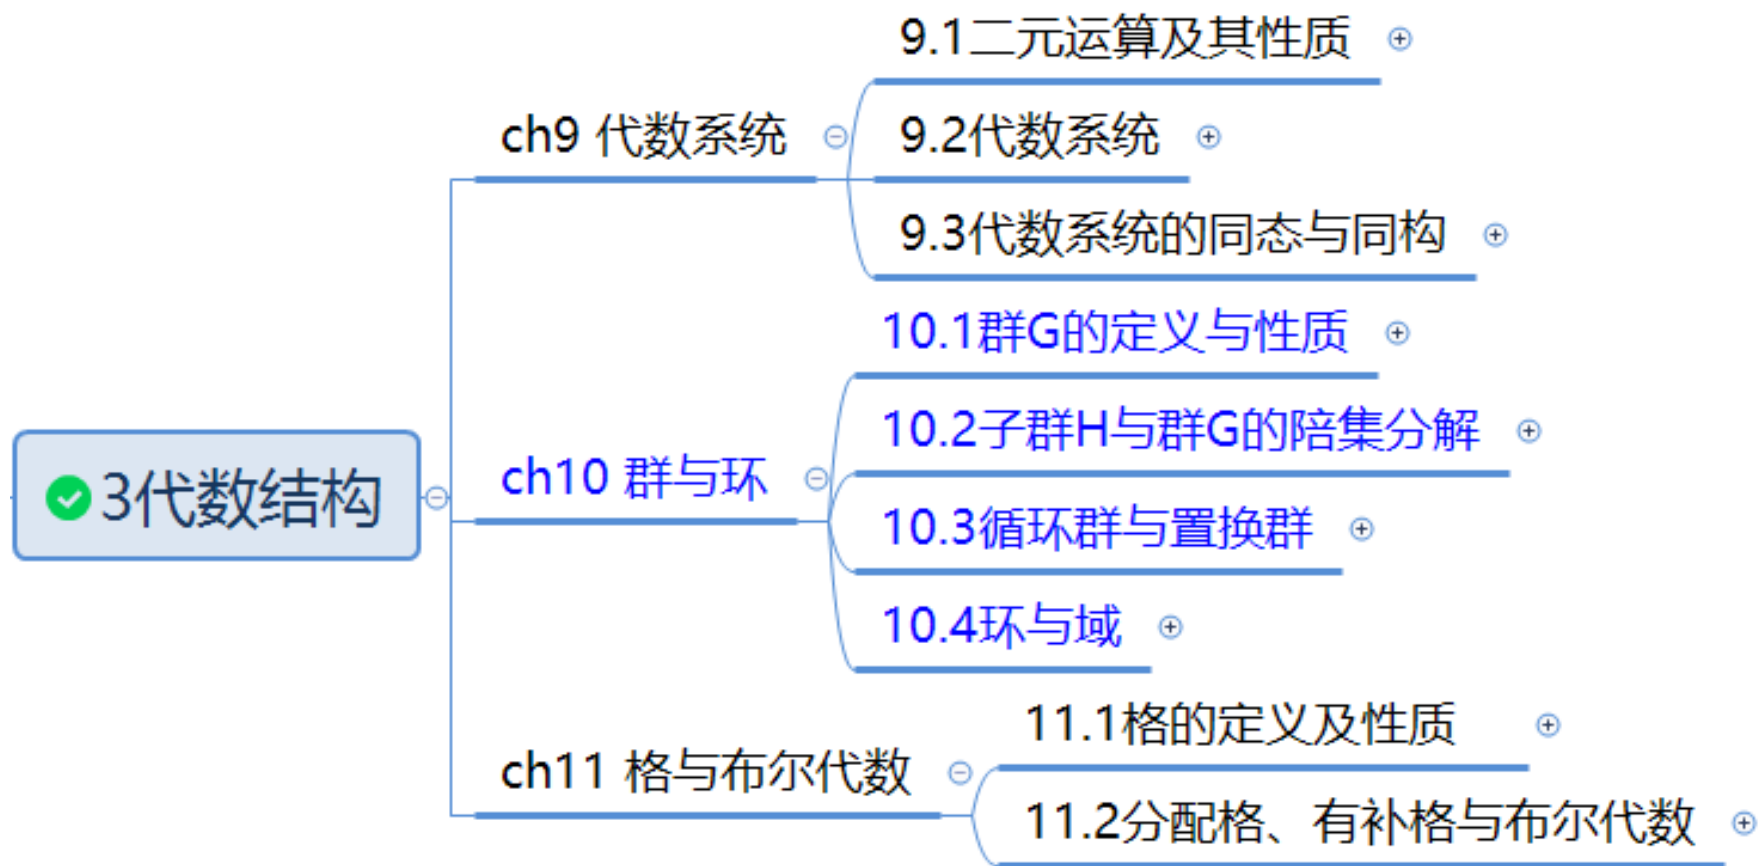 3代数结构
ch9 代数系统
9.1二元运算及其性质
9.2代数系统
9.3代数系统的同态与同构
ch10 群与环
10.1群G的定义与性质
10.2子群H与群G的陪集分解
10.3循环群与置换群
10.4环与域
ch11 格与布尔代数
11.1格的定义及性质
11.2分配格、有补格与布尔代数